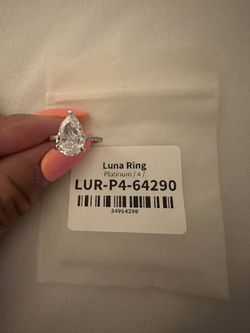 Luna Ring
Platinum / 4 /
LUR-P4-64290
34964290